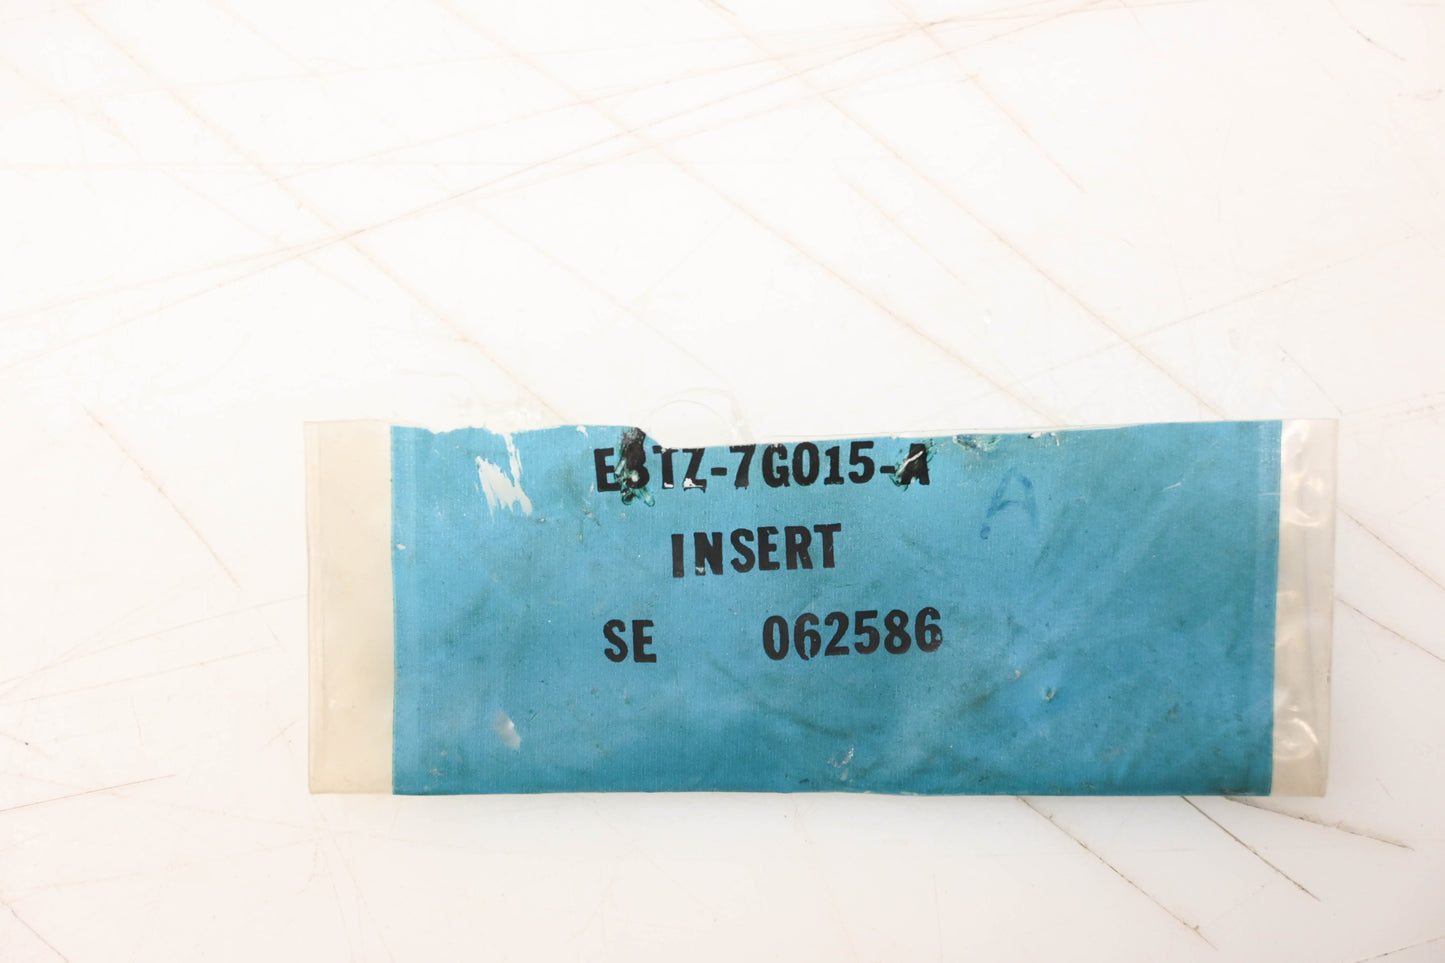 E8TZ-7G015-A
A
INSERT
SE 062586